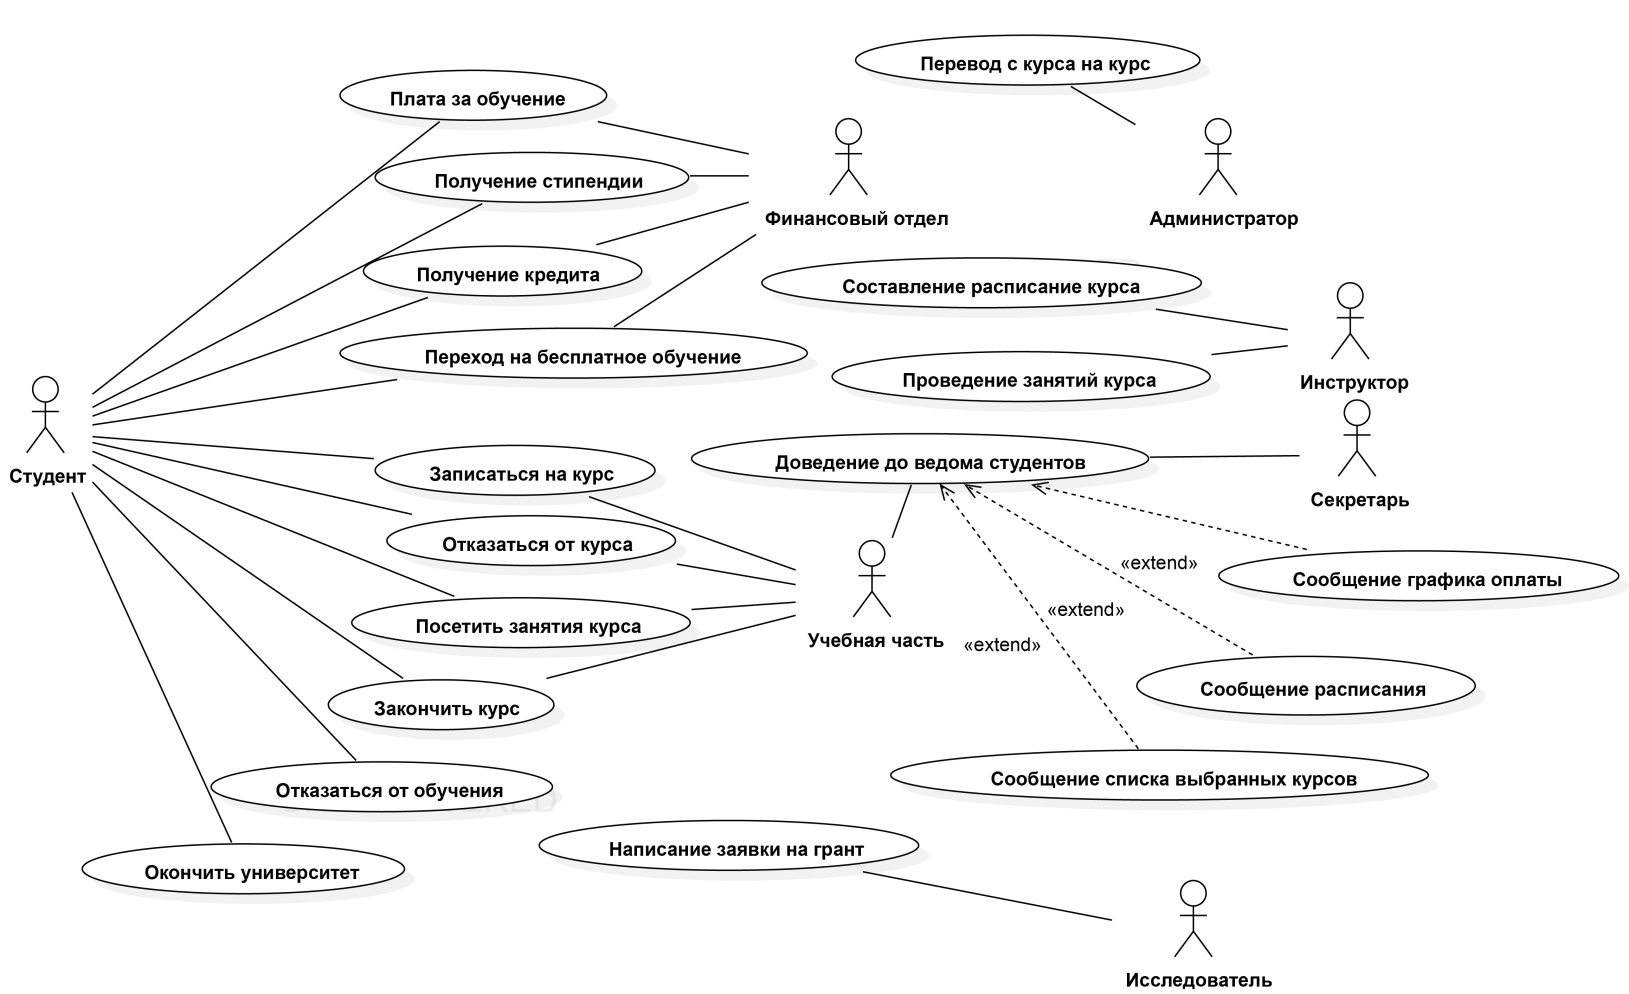 Перевод с курса на курс
Плата за обучение
Получение стипендии
Финансовый отдел
Администратор
Получение кредита
Составление расписание курса
Переход на бесплатное обучение
Проведение занятий курса
Инструктор
Студент
Записаться на курс
Доведение до ведома студентов
Секретарь
Отказаться от курса
«extend»
Сообщение графика оплаты
«extend»
Посетить занятия курса
Учебная часть
«extend»
Сообщение расписания
Закончить курс
Сообщение списка выбранных курсов
Отказаться от обучения
Написание заявки на грант
Окончить университет
Исследователь